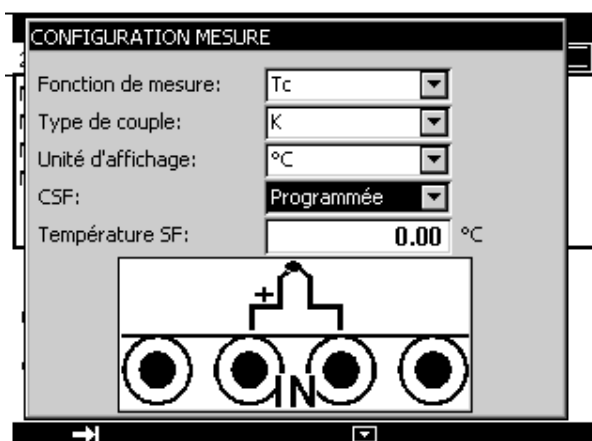 CONFIGURATION MESURE
Fonction de mesure: Tc
Type de couple: K
Unité d'affichage: °C
CSF: Programmée
Température SF: 0.00 °C
+
IN